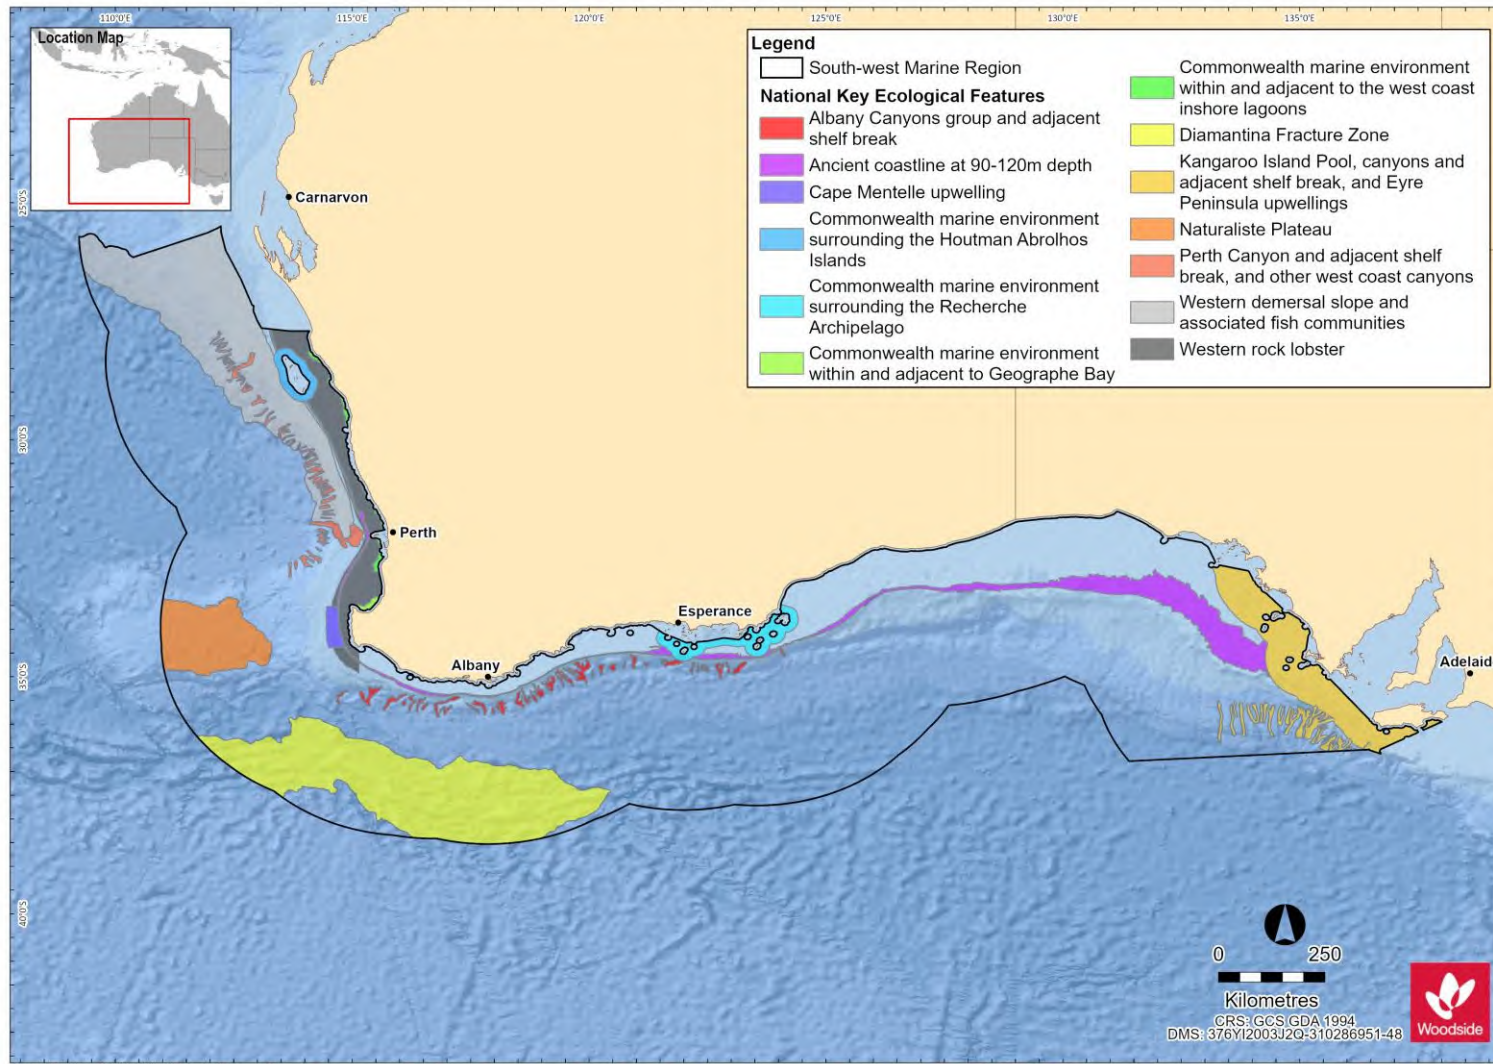 110°0'E
115°0'E
120°0'E
125°0'E
130°0'E
135°0'E
Location Map
Legend
South-west Marine Region
National Key Ecological Features
Albany Canyons group and adjacent
shelf break
Ancient coastline at 90-120m depth
Cape Mentelle upwelling
Commonwealth marine environment
surrounding the Houtman Abrolhos
Islands
Commonwealth marine environment
surrounding the Recherche
Archipelago
Commonwealth marine environment
within and adjacent to Geographe Bay
Commonwealth marine environment
within and adjacent to the west coast
inshore lagoons
Diamantina Fracture Zone
Kangaroo Island Pool, canyons and
adjacent shelf break, and Eyre
Peninsula upwellings
Naturaliste Plateau
Perth Canyon and adjacent shelf
break, and other west coast canyons
Western demersal slope and
associated fish communities
Western rock lobster
25°0'S
Carnarvon
30°0'S
Perth
Esperance
Albany
35°0'S
Adelaid
40°0'S
0 250
Kilometres
CRS: GCS GDA 1994
DMS: 376YI2003J2Q-310286951-48
Woodside